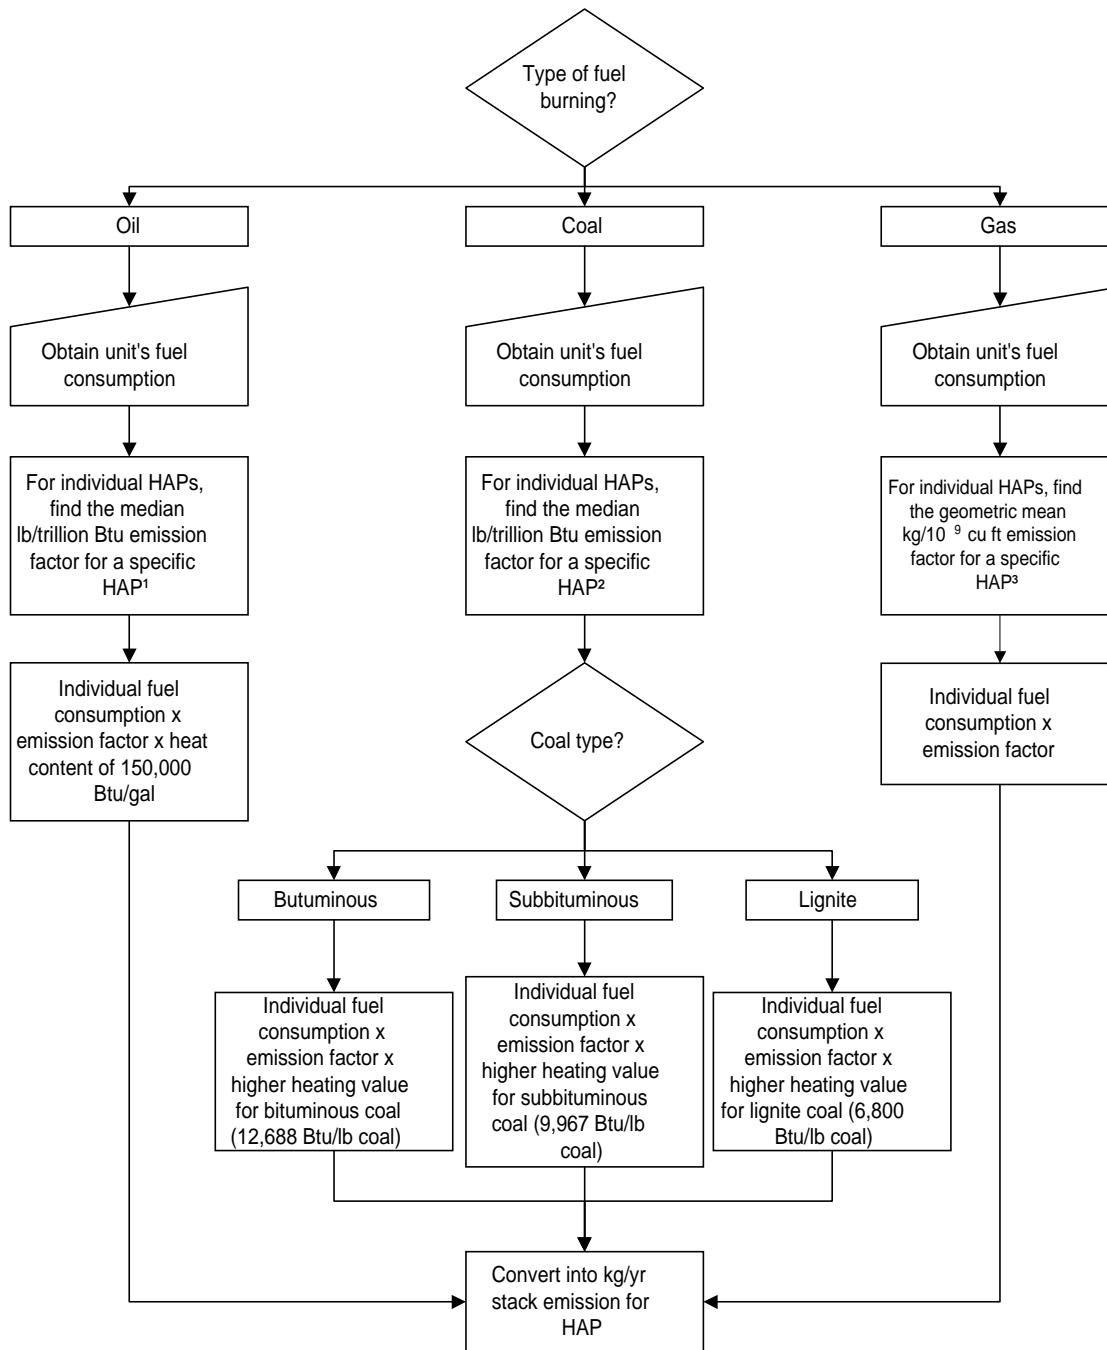 Type of fuel
burning?
Oil
Coal
Gas
Obtain unit's fuel
consumption
Obtain unit's fuel
consumption
Obtain unit's fuel
consumption
For individual HAPs,
find the median
lb/trillion Btu emission
factor for a specific
HAP¹
For individual HAPs,
find the median
lb/trillion Btu emission
factor for a specific
HAP²
For individual HAPs, find
the geometric mean
kg/10 ⁹ cu ft emission
factor for a specific
HAP³
Individual fuel
consumption x
emission factor x heat
content of 150,000
Btu/gal
Coal type?
Individual fuel
consumption x
emission factor
Butuminous
Subbituminous
Lignite
Individual fuel
consumption x
emission factor x
higher heating value
for bituminous coal
(12,688 Btu/lb coal)
Individual fuel
consumption x
emission factor x
higher heating value
for subbituminous
coal (9,967 Btu/lb
coal)
Individual fuel
consumption x
emission factor x
higher heating value
for lignite coal (6,800
Btu/lb coal)
Convert into kg/yr
stack emission for
HAP